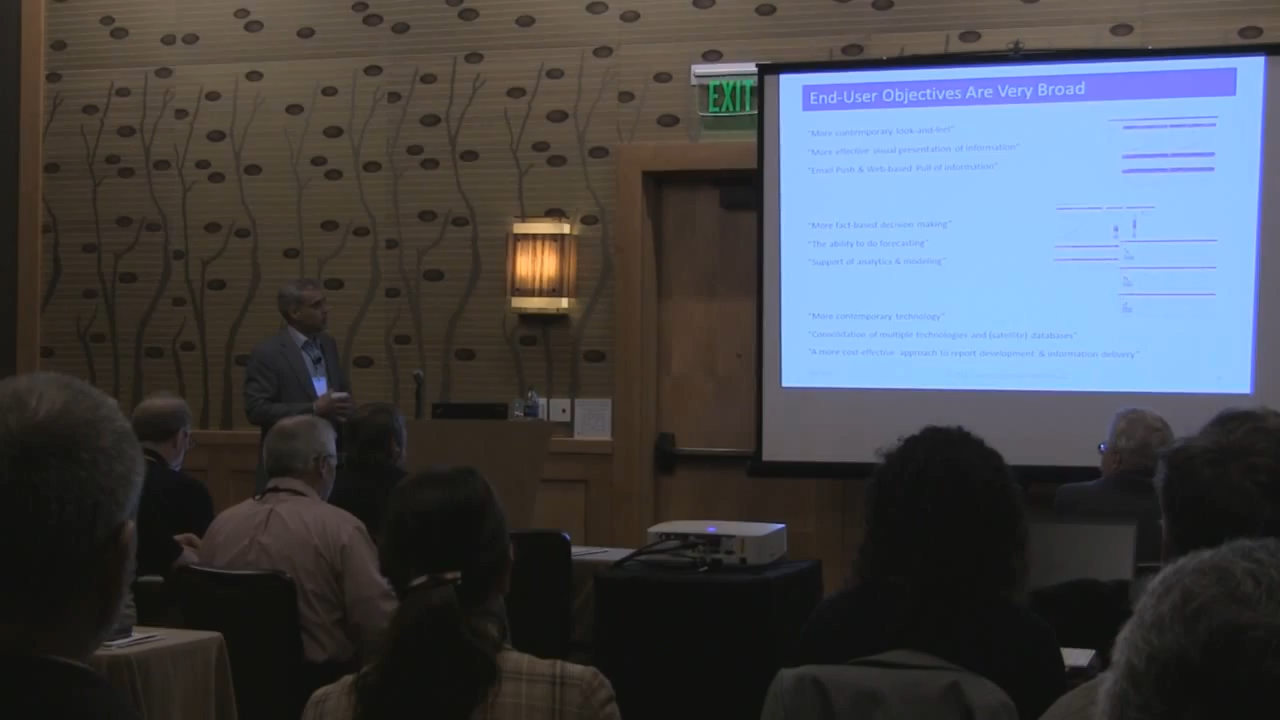 EXIT
End-User Objectives Are Very Broad
"More contemporary look-and-feel"
"More effective visual presentation of information"
"Email Push & Web-based Pull of information"
"More fact-based decision making"
"The ability to do forecasting"
"Support of analytics & modeling"
"More contemporary technology"
"Consolidation of multiple technologies and (satellite) databases"
"A more cost-effective approach to report development & information delivery"